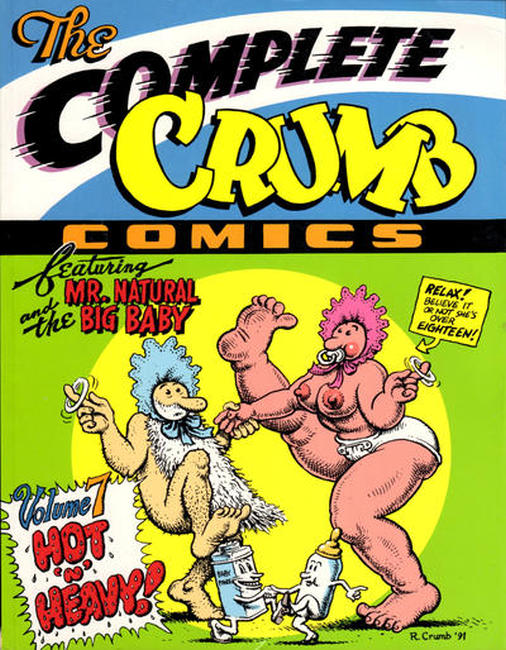 The
COMPLETE
CRUMB
COMICS
featuring
MR. NATURAL
and the
BIG BABY
RELAX!
BELIEVE IT
OR NOT, SHE'S
OVER
EIGHTEEN!
Volume 7
HOT
'N'
HEAVY!
BABY
R. Crumb '91